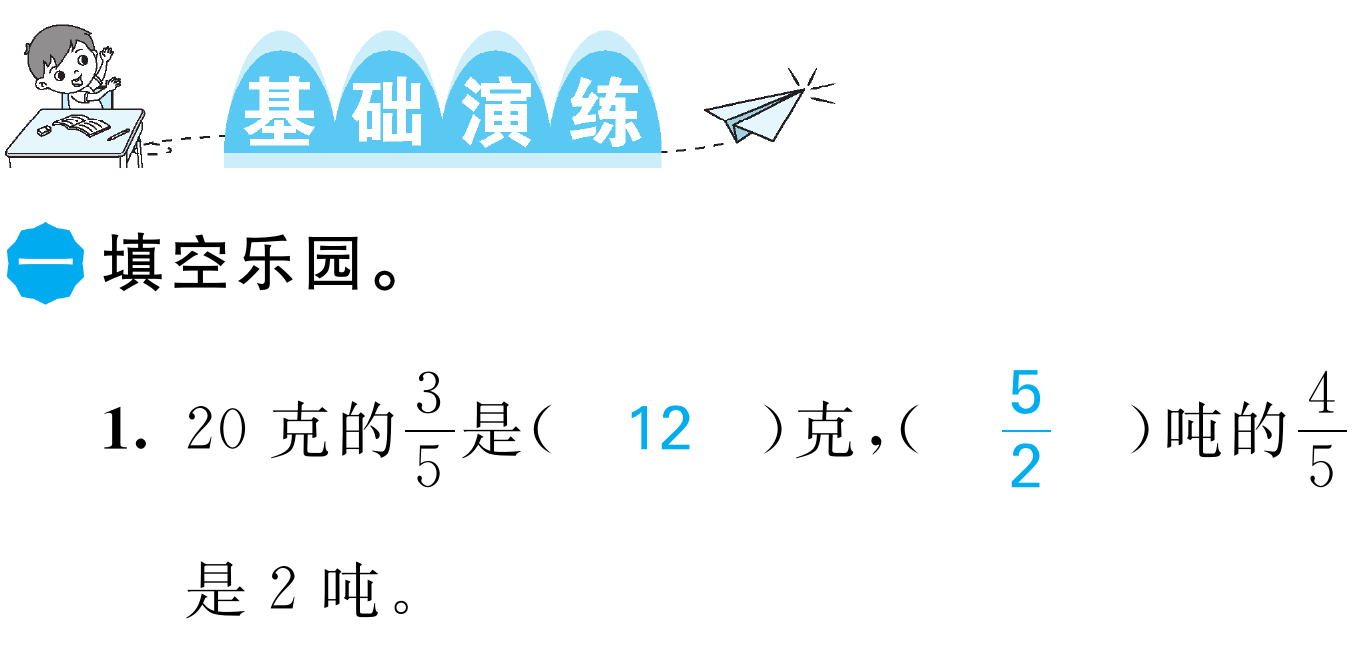 基础演练
一 填空乐园。
1. 20 克的 3/5 是( 12 )克,( 5/2 )吨的 4/5
是 2 吨。